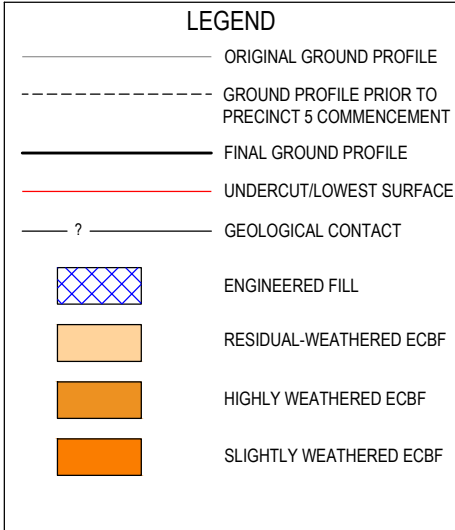 LEGEND
ORIGINAL GROUND PROFILE
GROUND PROFILE PRIOR TO
PRECINCT 5 COMMENCEMENT
FINAL GROUND PROFILE
UNDERCUT/LOWEST SURFACE
?
GEOLOGICAL CONTACT
ENGINEERED FILL
RESIDUAL-WEATHERED ECBF
HIGHLY WEATHERED ECBF
SLIGHTLY WEATHERED ECBF